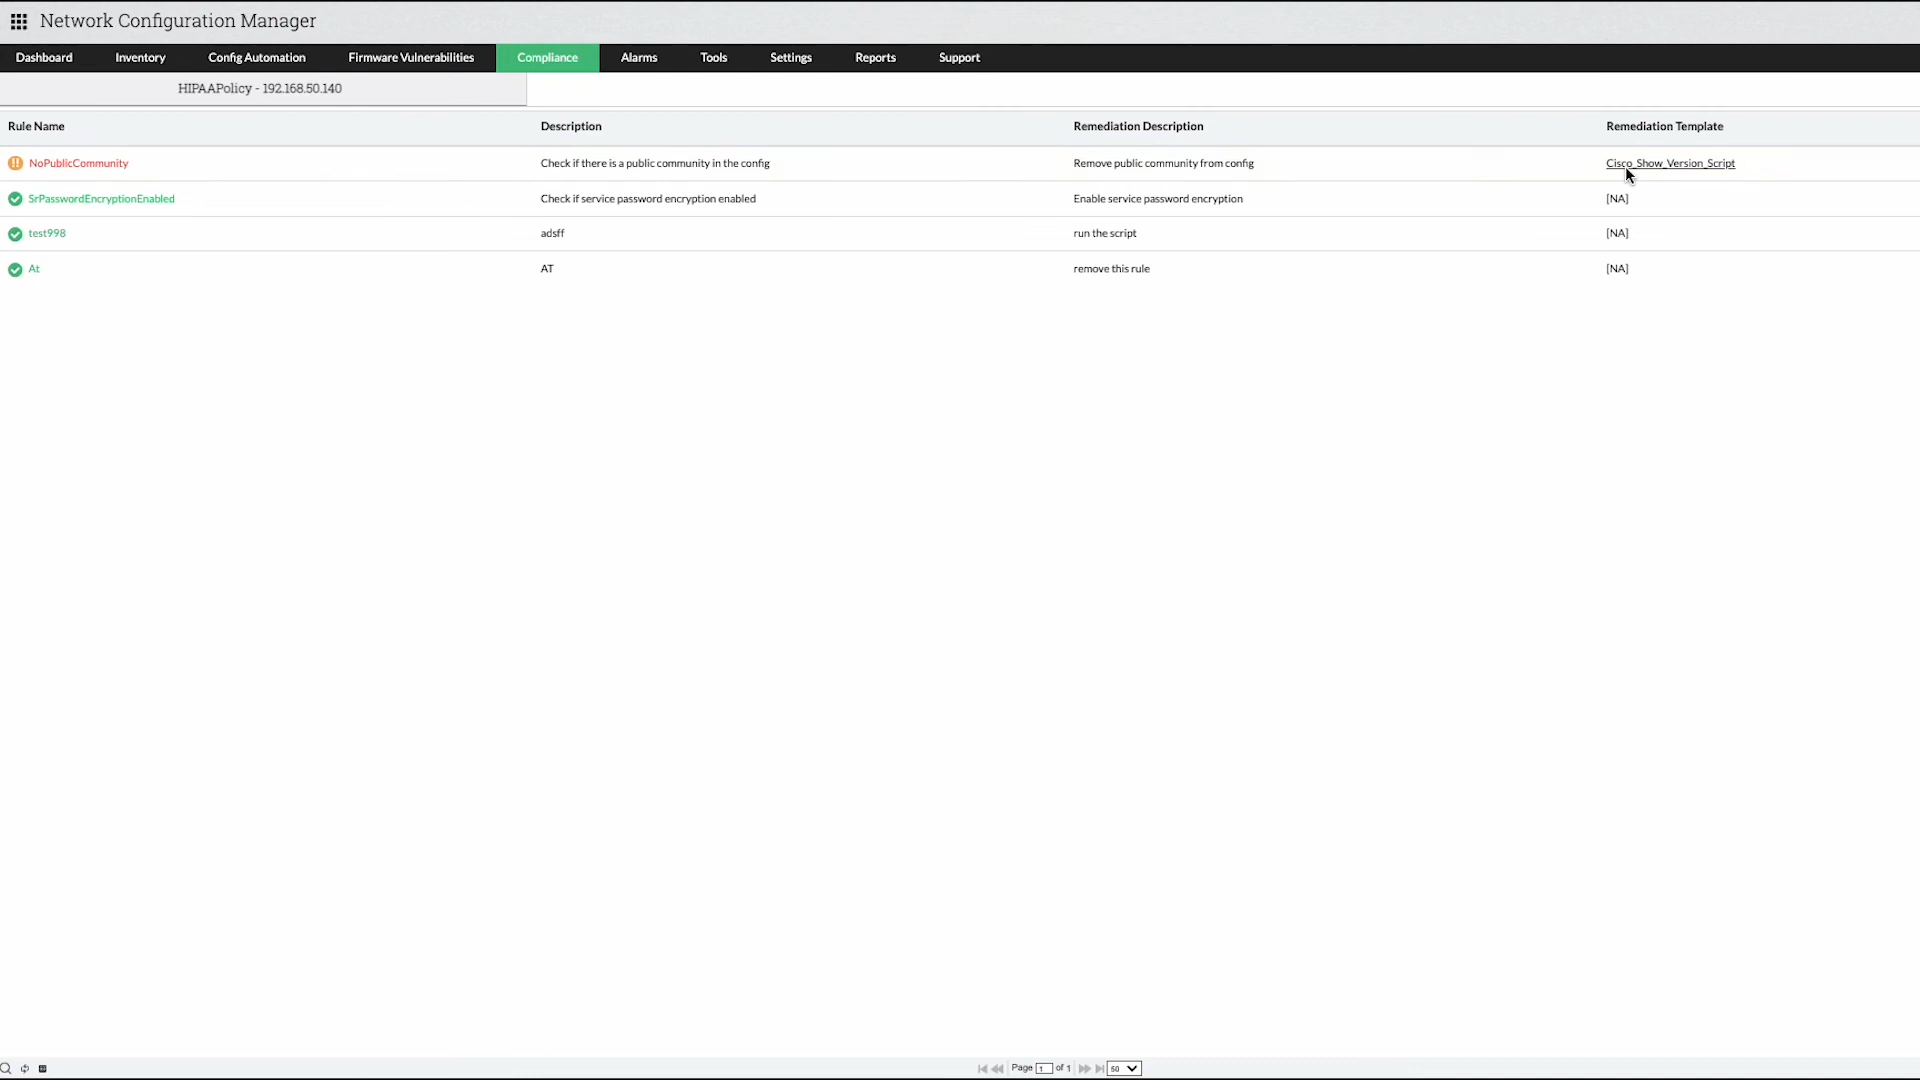 Network Configuration Manager
Dashboard Inventory Config Automation Firmware Vulnerabilities Compliance Alarms Tools Settings Reports Support
HIPAAPolicy - 192.168.50.140
Rule Name Description Remediation Description Remediation Template
NoPublicCommunity Check if there is a public community in the config Remove public community from config Cisco_Show_Version_Script
SrPasswordEncryptionEnabled Check if service password encryption enabled Enable service password encryption [NA]
test998 adsff run the script [NA]
At AT remove this rule [NA]
Page 1 of 1 50